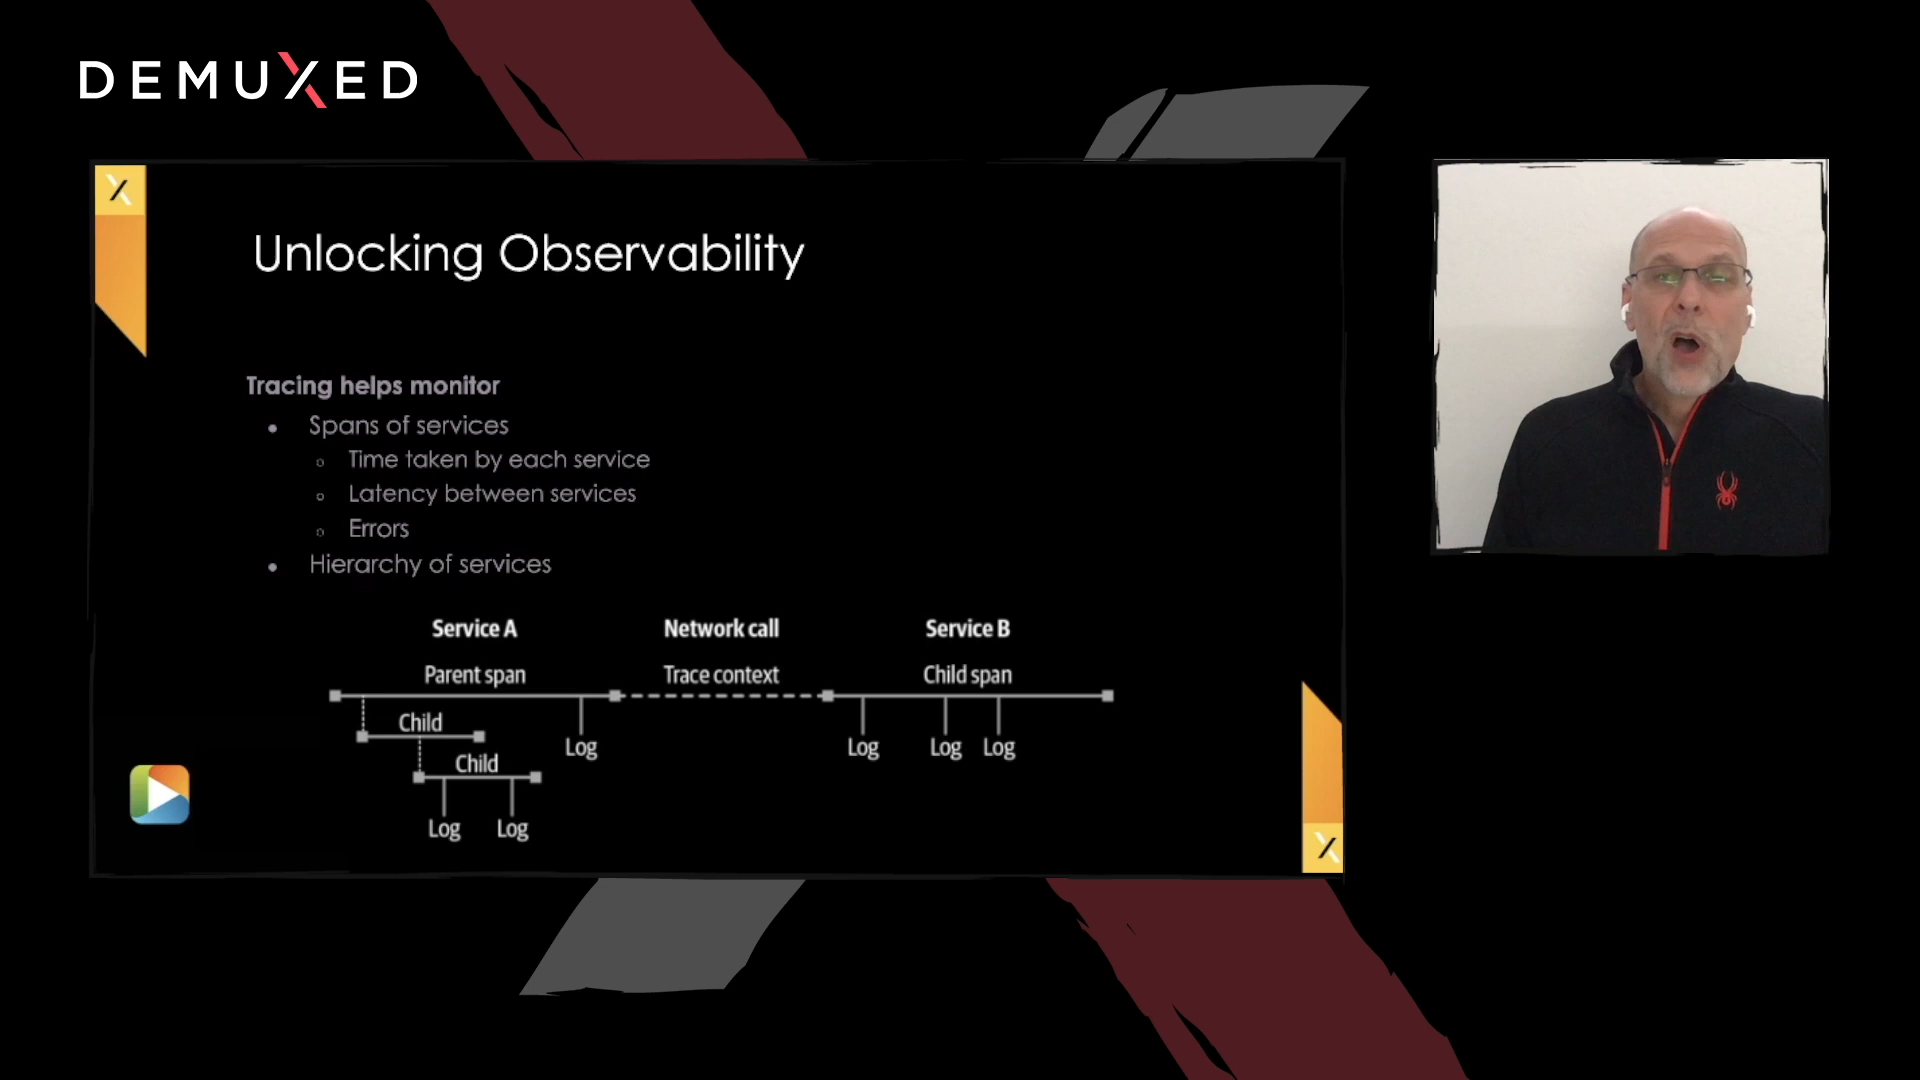 DEMUXED
Unlocking Observability
Tracing helps monitor
Spans of services
Time taken by each service
Latency between services
Errors
Hierarchy of services
Service A Network call Service B
Parent span Trace context Child span
Child
Log Log Log Log
Child
Log Log